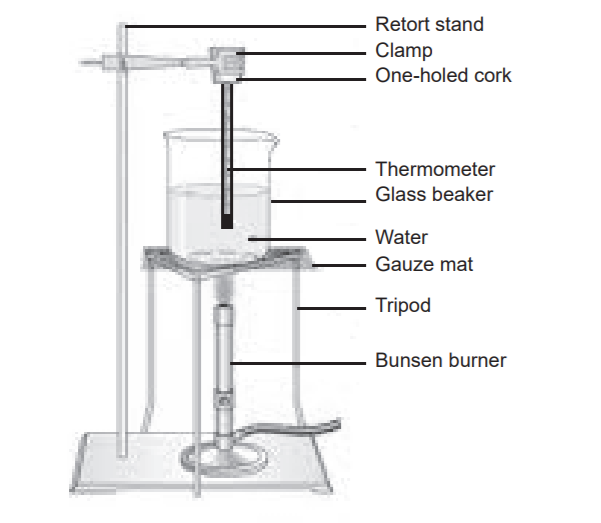 Retort stand
Clamp
One-holed cork
Thermometer
Glass beaker
Water
Gauze mat
Tripod
Bunsen burner